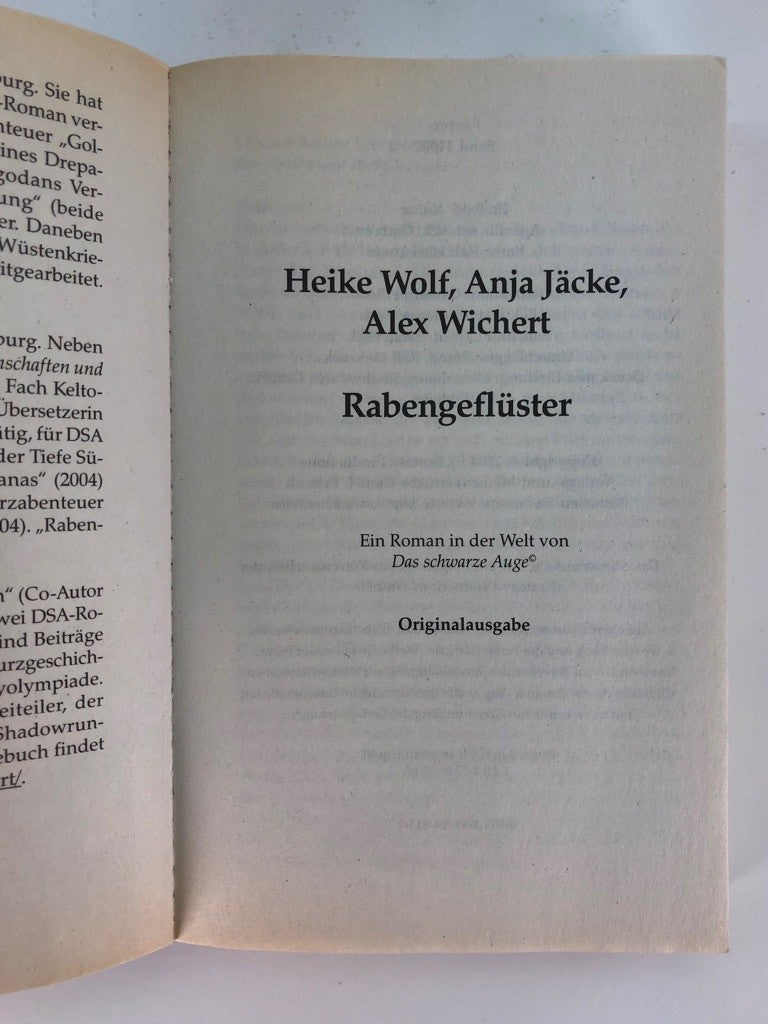 burg. Sie hat
-Roman ver-
nteuer „Gol-
eines Drepa-
godans Ver-
ung“ (beide
er. Daneben
Wüstenkrie-
itgearbeitet.
burg. Neben
nschaften und
Fach Kelto-
Übersetzerin
ätig, für DSA
der Tiefe Sü-
anas“ (2004)
rzabenteuer
04). „Raben-
n“ (Co-Autor
wei DSA-Ro-
ind Beiträge
urzgeschich-
yolympiade.
eiteiler, der
Shadowrun-
ebuch findet
rt/.
Heike Wolf, Anja Jäcke,
Alex Wichert
Rabengeflüster
Ein Roman in der Welt von
Das schwarze Auge©
Originalausgabe